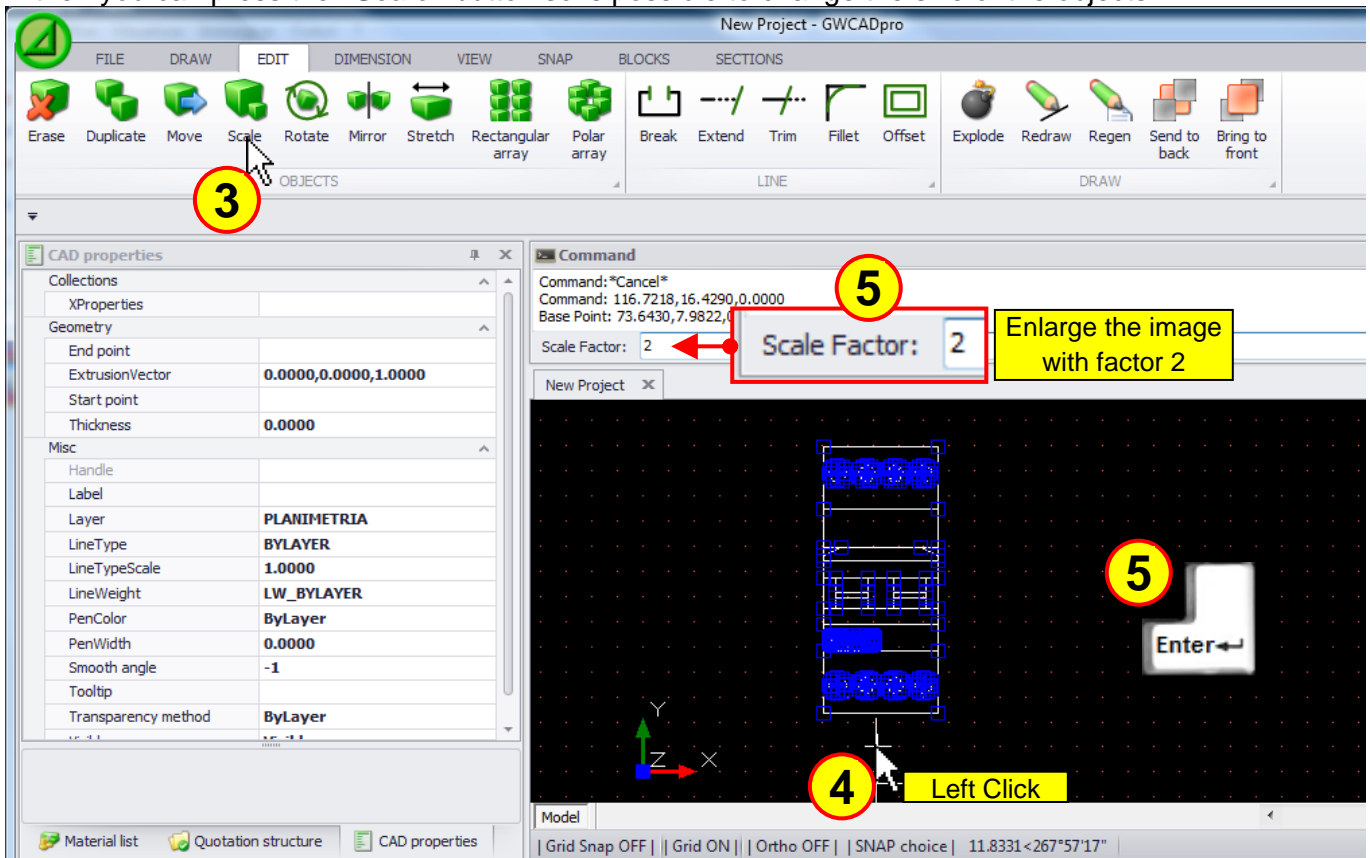 New Project - GWCADpro
FILE DRAW EDIT DIMENSION VIEW SNAP BLOCKS SECTIONS
Erase Duplicate Move Scale Rotate Mirror Stretch Rectangular array Polar array Break Extend Trim Fillet Offset Explode Redraw Regen Send to back Bring to front
3
OBJECTS LINE DRAW
CAD properties
Collections
XProperties
Geometry
End point
ExtrusionVector 0.0000,0.0000,1.0000
Start point
Thickness 0.0000
Misc
Handle
Label
Layer PLANIMETRIA
LineType BYLAYER
LineTypeScale 1.0000
LineWeight LW_BYLAYER
PenColor ByLayer
PenWidth 0.0000
Smooth angle -1
Tooltip
Transparency method ByLayer
Material list Quotation structure CAD properties
Command
Command:*Cancel*
Command: 116.7218,16.4290,0.0000
Base Point: 73.6430,7.9822,
Scale Factor: 2
5
Scale Factor: 2
Enlarge the image
with factor 2
New Project
5
Enter
Y
Z X
4
Left Click
Model
| Grid Snap OFF | | Grid ON | | Ortho OFF | | SNAP choice | 11.8331<267°57'17"